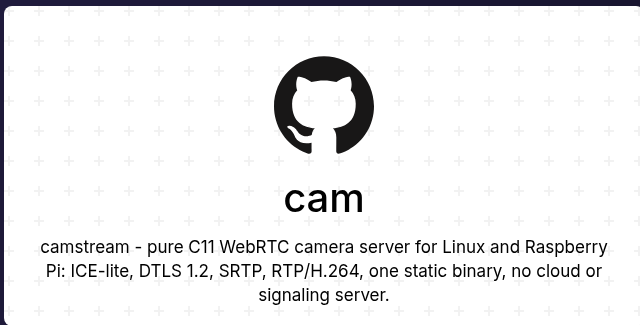 cam
camstream - pure C11 WebRTC camera server for Linux and Raspberry
Pi: ICE-lite, DTLS 1.2, SRTP, RTP/H.264, one static binary, no cloud or
signaling server.